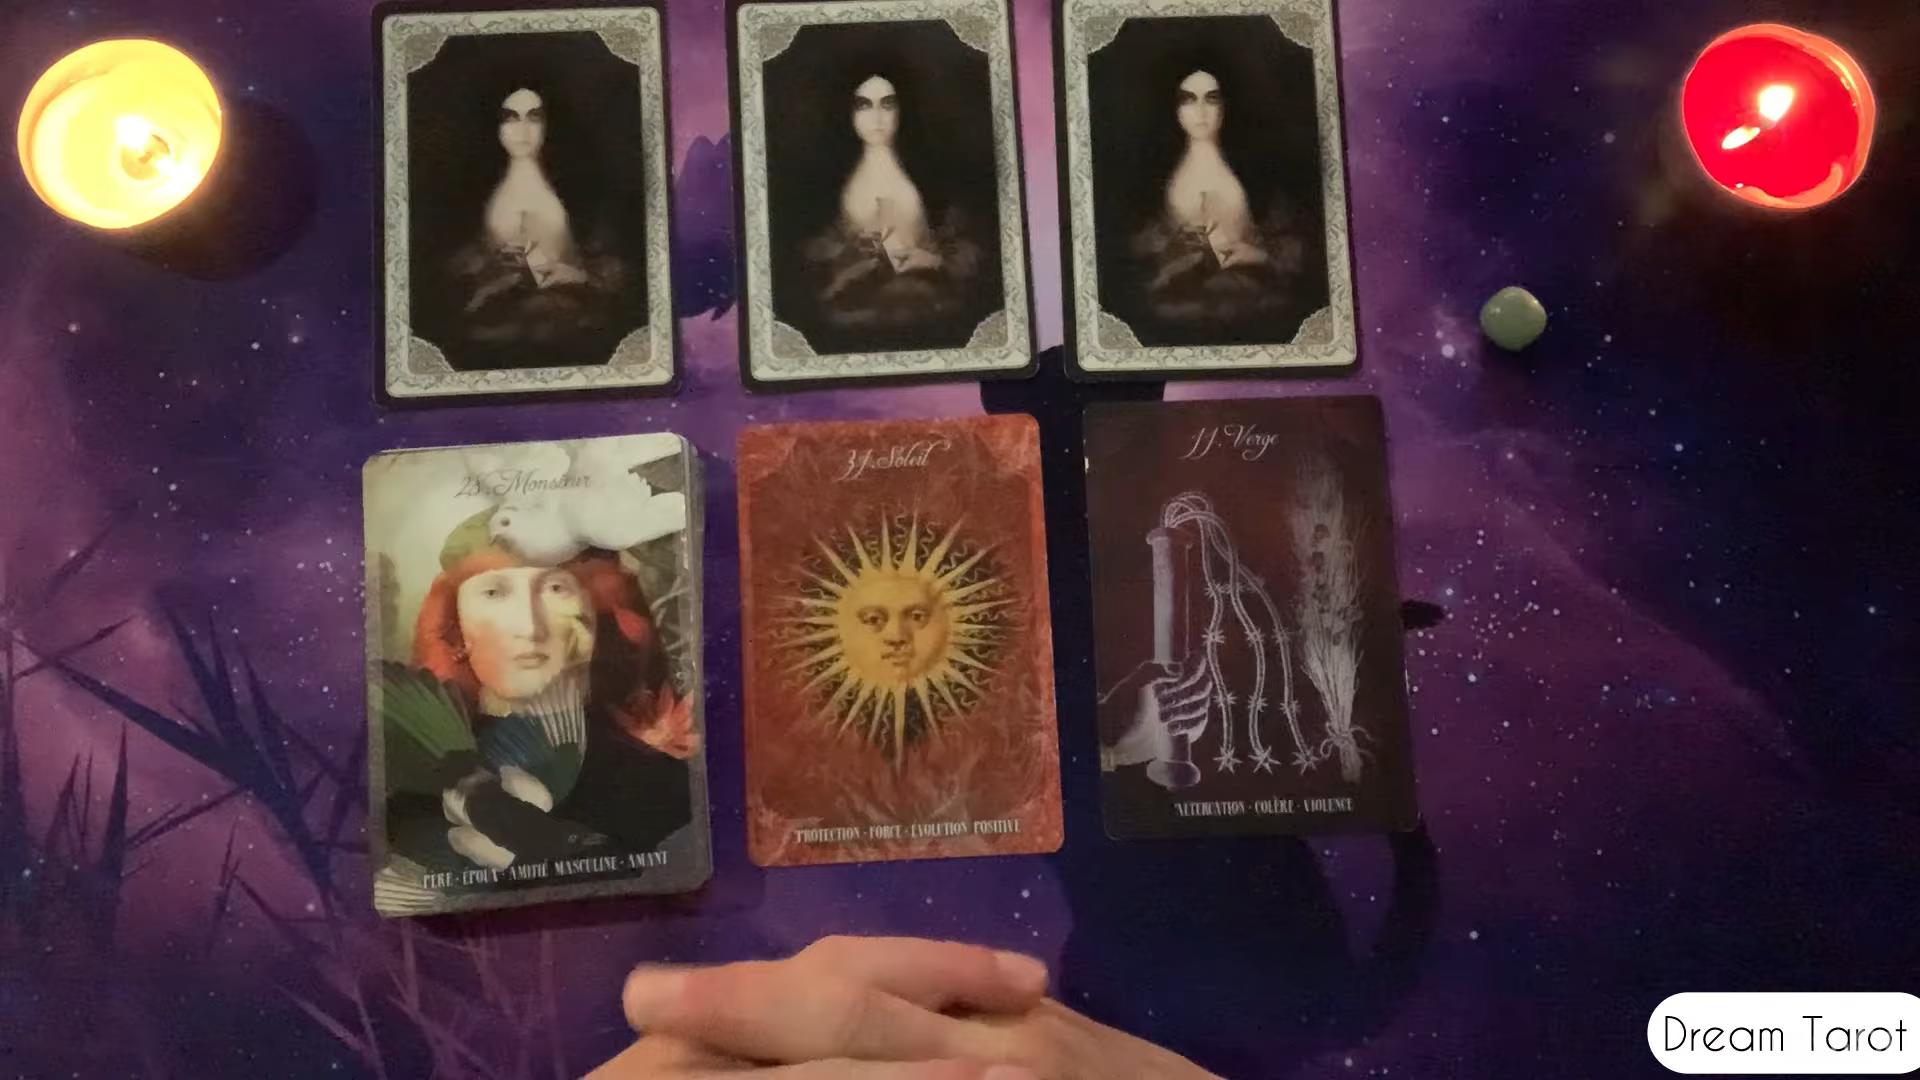 28. Monsieur
PÈRE · ÉPOUX · AMITIÉ MASCULINE · AMANT
31. Soleil
PROTECTION · FORCE · ÉVOLUTION POSITIVE
11. Verge
ALTERCATION · COLÈRE · VIOLENCE
Dream Tarot